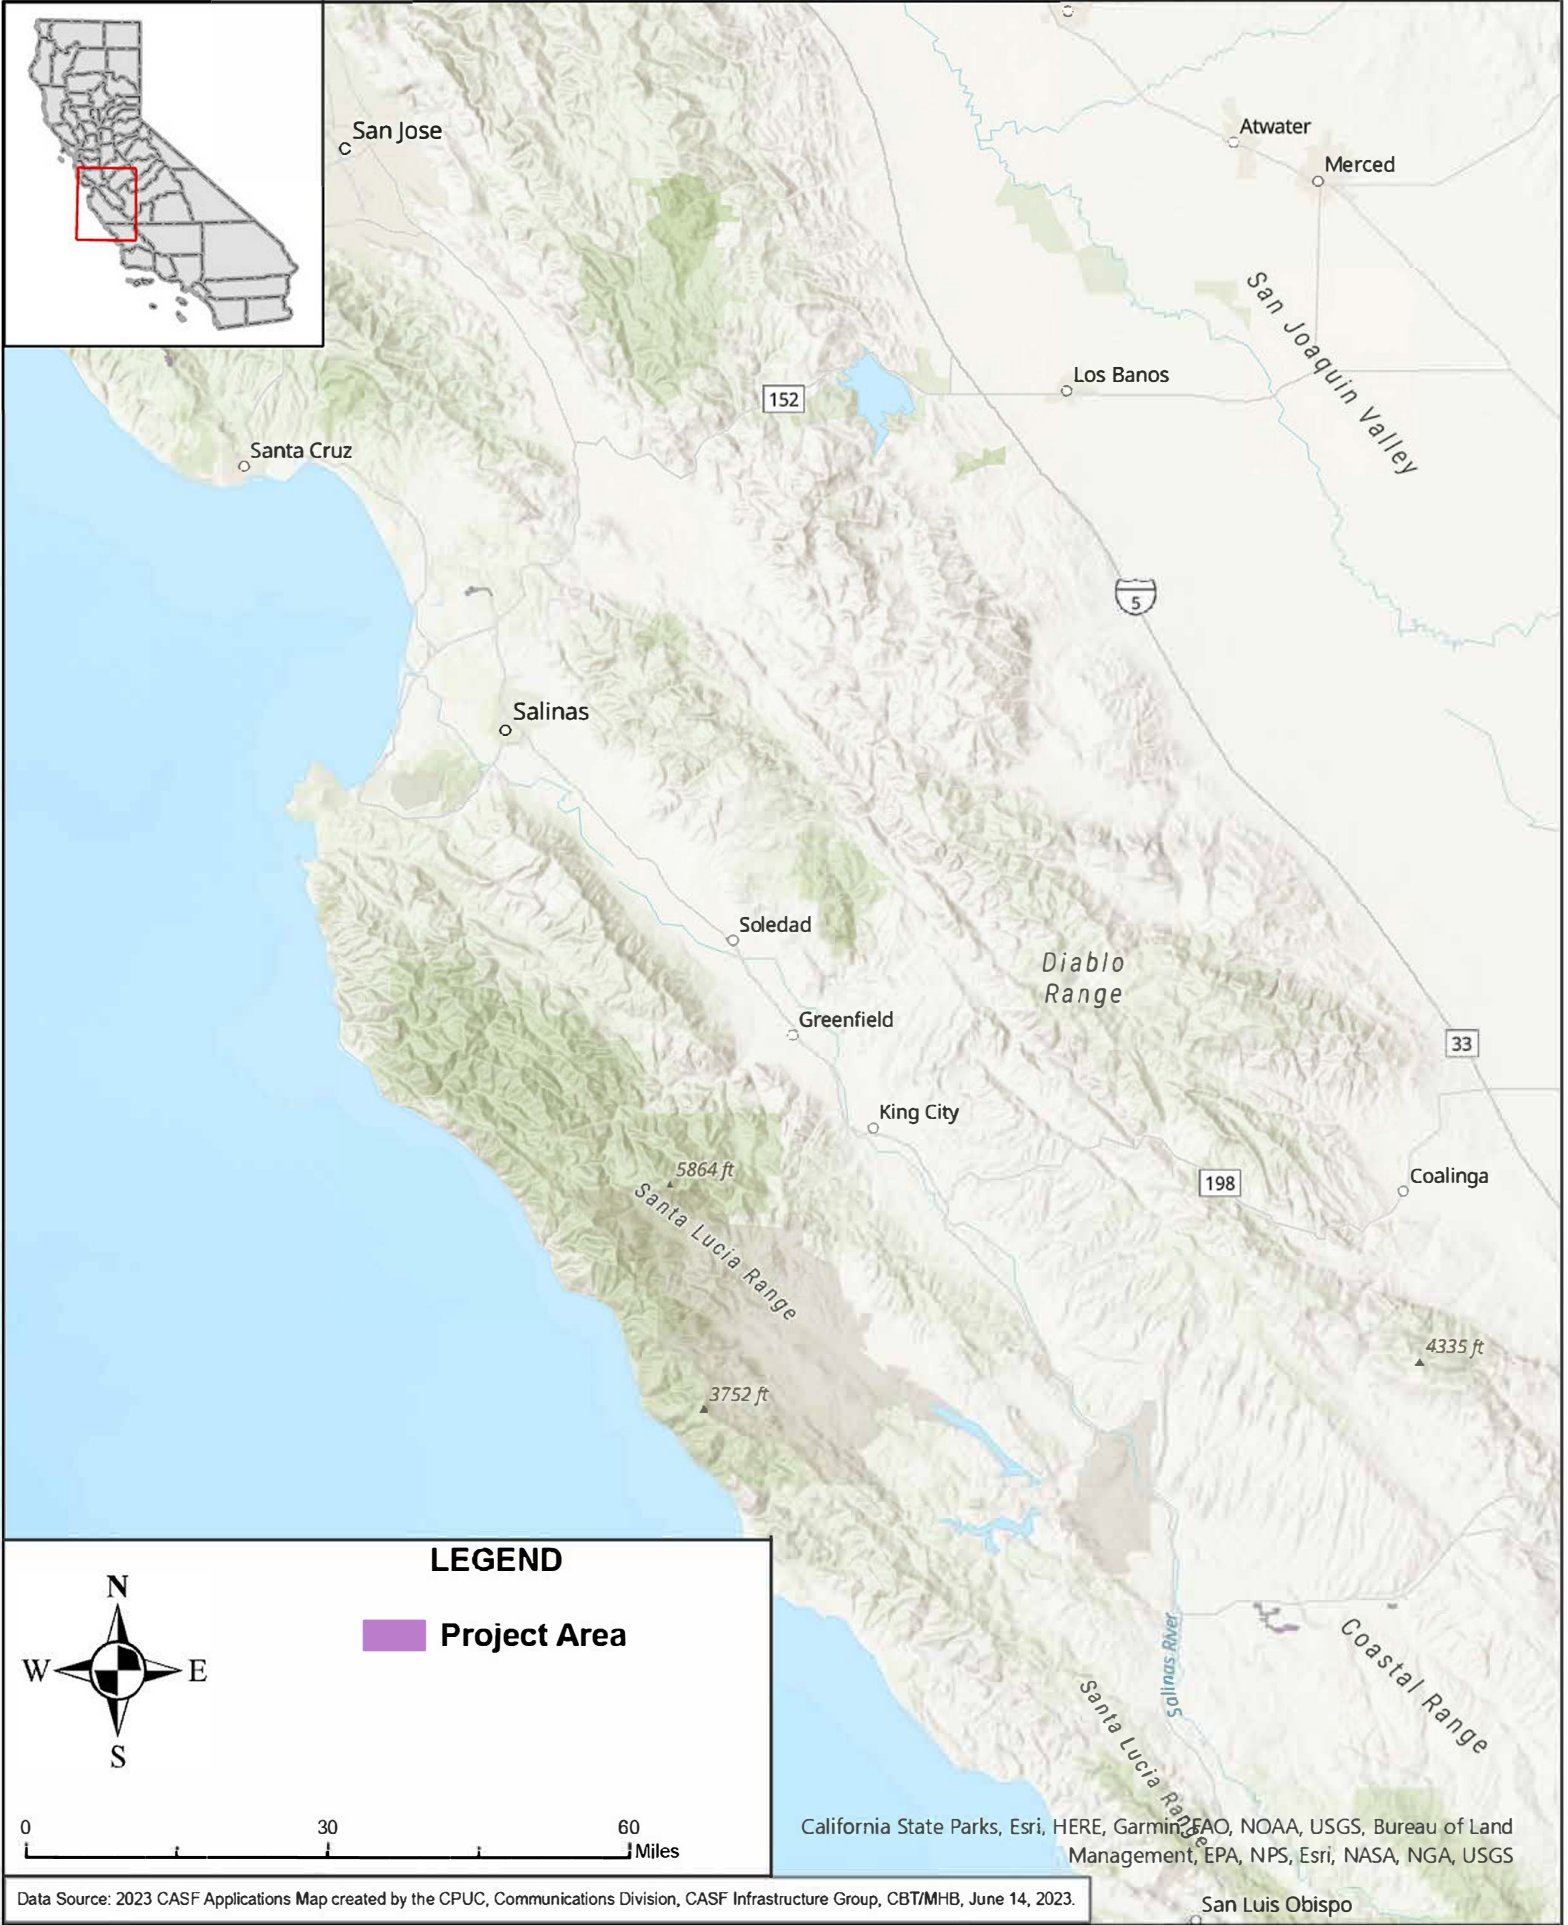 San Jose
Atwater
Merced
San Joaquin Valley
Los Banos
152
Santa Cruz
5
Salinas
Soledad
Diablo
Range
Greenfield
33
King City
5864 ft
198
Coalinga
Santa Lucia Range
4335 ft
3752 ft
LEGEND
N
Project Area
W
E
S
Salinas River
Coastal Range
Santa Lucia Range
0
30
60
Miles
California State Parks, Esri, HERE, Garmin, FAO, NOAA, USGS, Bureau of Land
Management, EPA, NPS, Esri, NASA, NGA, USGS
Data Source: 2023 CASF Applications Map created by the CPUC, Communications Division, CASF Infrastructure Group, CBT/MHB, June 14, 2023.
San Luis Obispo